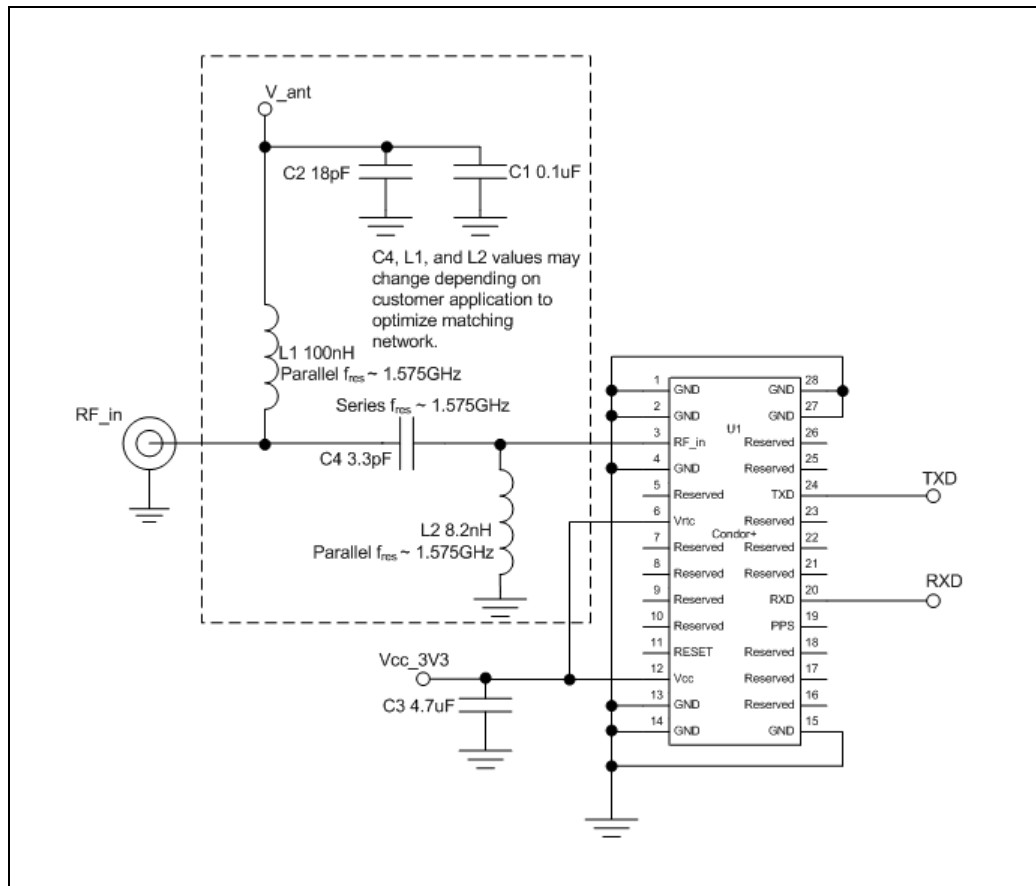 V_ant
C2 18pF
C1 0.1uF
C4, L1, and L2 values may
change depending on
customer application to
optimize matching
network.
L1 100nH
Parallel fres ~ 1.575GHz
Series fres ~ 1.575GHz
RF_in
C4 3.3pF
L2 8.2nH
Parallel fres ~ 1.575GHz
Vcc_3V3
C3 4.7uF
U1
Condor+
1 GND
2 GND
3 RF_in
4 GND
5 Reserved
6 Vrtc
7 Reserved
8 Reserved
9 Reserved
10 Reserved
11 RESET
12 Vcc
13 GND
14 GND
GND 28
GND 27
Reserved 26
Reserved 25
TXD 24
Reserved 23
Reserved 22
Reserved 21
RXD 20
PPS 19
Reserved 18
Reserved 17
Reserved 16
GND 15
TXD
RXD